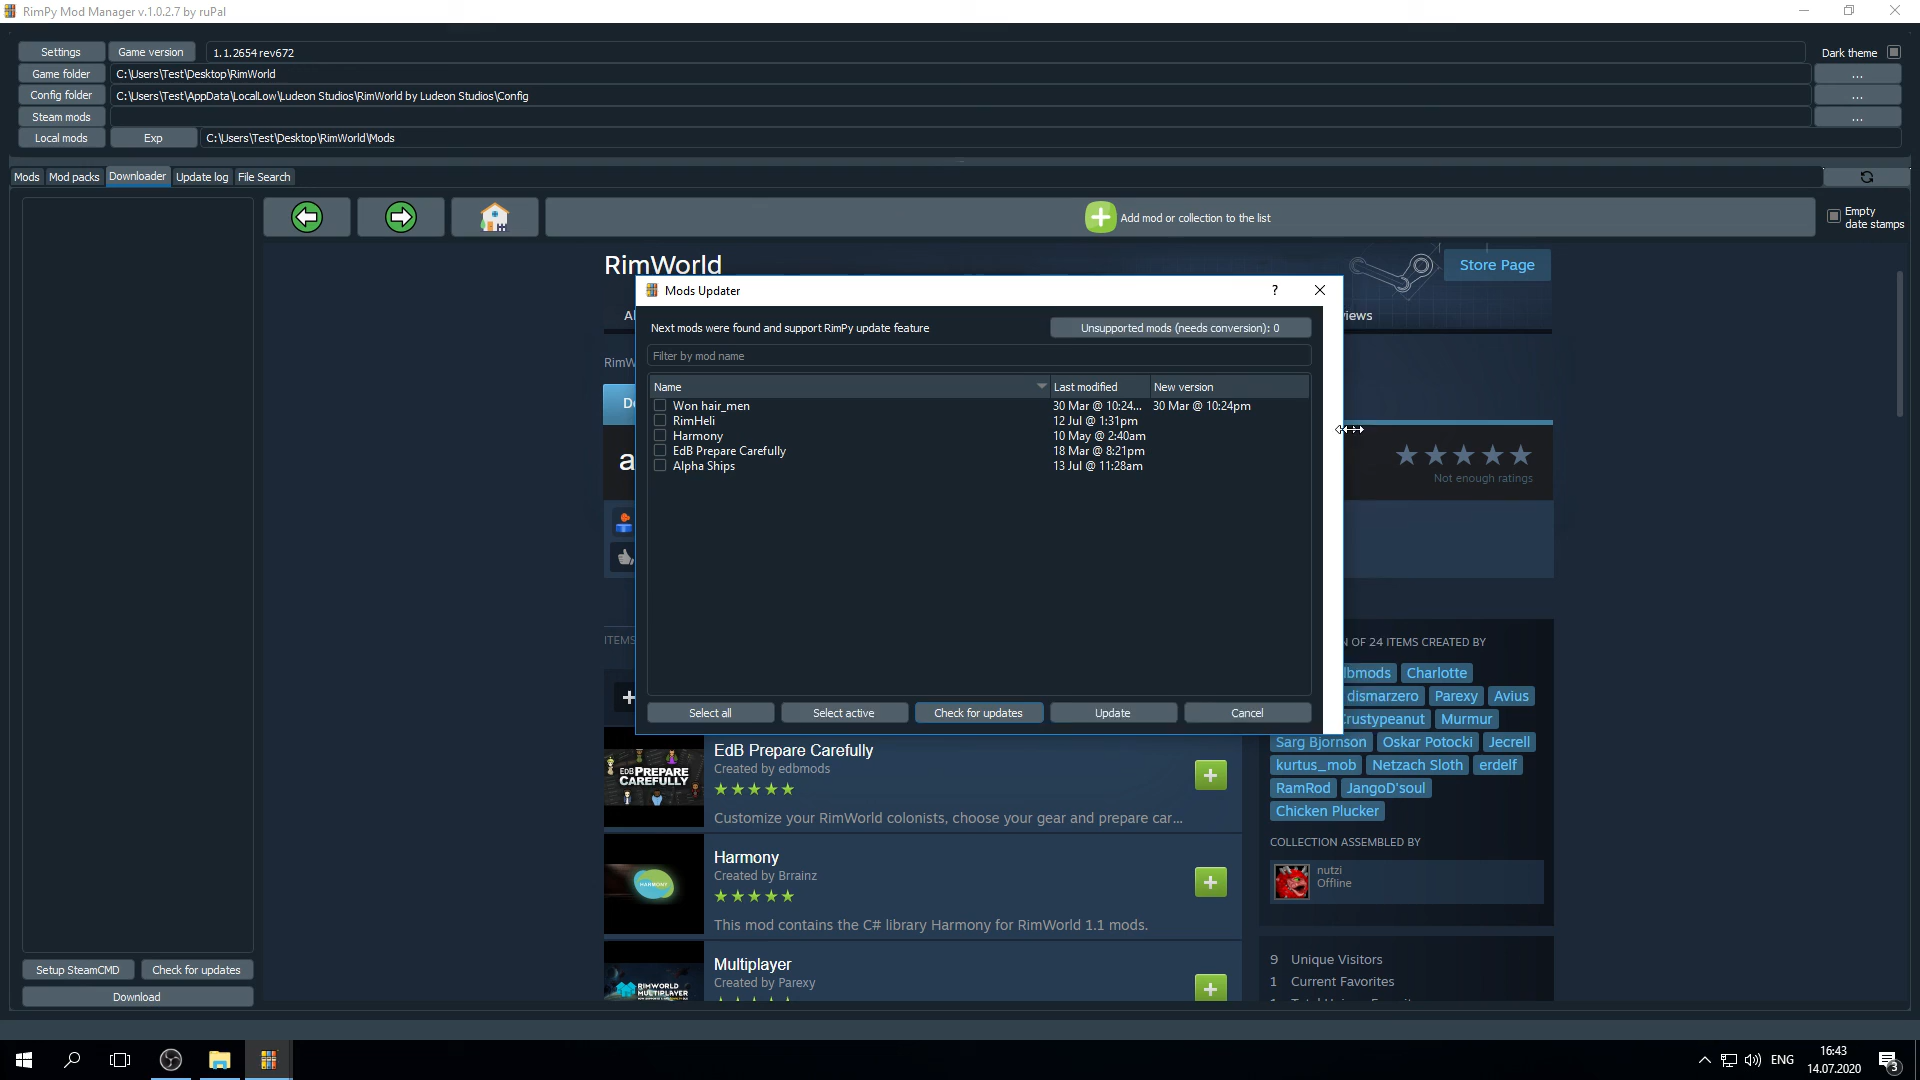 RimPy Mod Manager v.1.0.2.7 by ruPal
Settings
Game version
1.1.2654 rev672
Dark theme
Game folder
C:\Users\Test\Desktop\RimWorld
...
Config folder
C:\Users\Test\AppData\LocalLow\Ludeon Studios\RimWorld by Ludeon Studios\Config
...
Steam mods
...
Local mods
Exp
C:\Users\Test\Desktop\RimWorld\Mods
Mods
Mod packs
Downloader
Update log
File Search
Add mod or collection to the list
Empty
date stamps
RimWorld
Store Page
iews
Mods Updater
?
Next mods were found and support RimPy update feature
Unsupported mods (needs conversion): 0
RimW
Filter by mod name
Name
Last modified
New version
Won hair_men
30 Mar @ 10:24...
30 Mar @ 10:24pm
RimHeli
12 Jul @ 1:31pm
Harmony
10 May @ 2:40am
EdB Prepare Carefully
18 Mar @ 8:21pm
Alpha Ships
13 Jul @ 11:28am
a
Not enough ratings
ITEMS
Select all
Select active
Check for updates
Update
Cancel
N OF 24 ITEMS CREATED BY
Charlotte
dismarzero
Parexy
Avius
rustypeanut
Murmur
Sarg Bjornson
Oskar Potocki
Jecrell
kurtus_mob
Netzach Sloth
erdelf
RamRod
JangoD'soul
Chicken Plucker
COLLECTION ASSEMBLED BY
nutzi
Offline
9 Unique Visitors
1 Current Favorites
EDB PREPARE
CAREFULLY
EdB Prepare Carefully
Created by edbmods
Customize your RimWorld colonists, choose your gear and prepare car...
HARMONY
Harmony
Created by Brrainz
This mod contains the C# library Harmony for RimWorld 1.1 mods.
RIMWORLD
MULTIPLAYER
Multiplayer
Created by Parexy
Setup SteamCMD
Check for updates
Download
ENG
16:43
14.07.2020
3